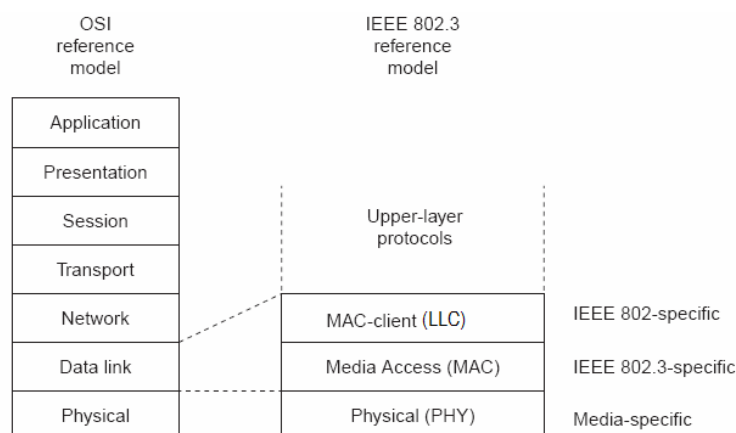 OSI
reference
model
IEEE 802.3
reference
model
Application
Presentation
Session
Transport
Network
Data link
Physical
Upper-layer
protocols
MAC-client (LLC)
Media Access (MAC)
Physical (PHY)
IEEE 802-specific
IEEE 802.3-specific
Media-specific